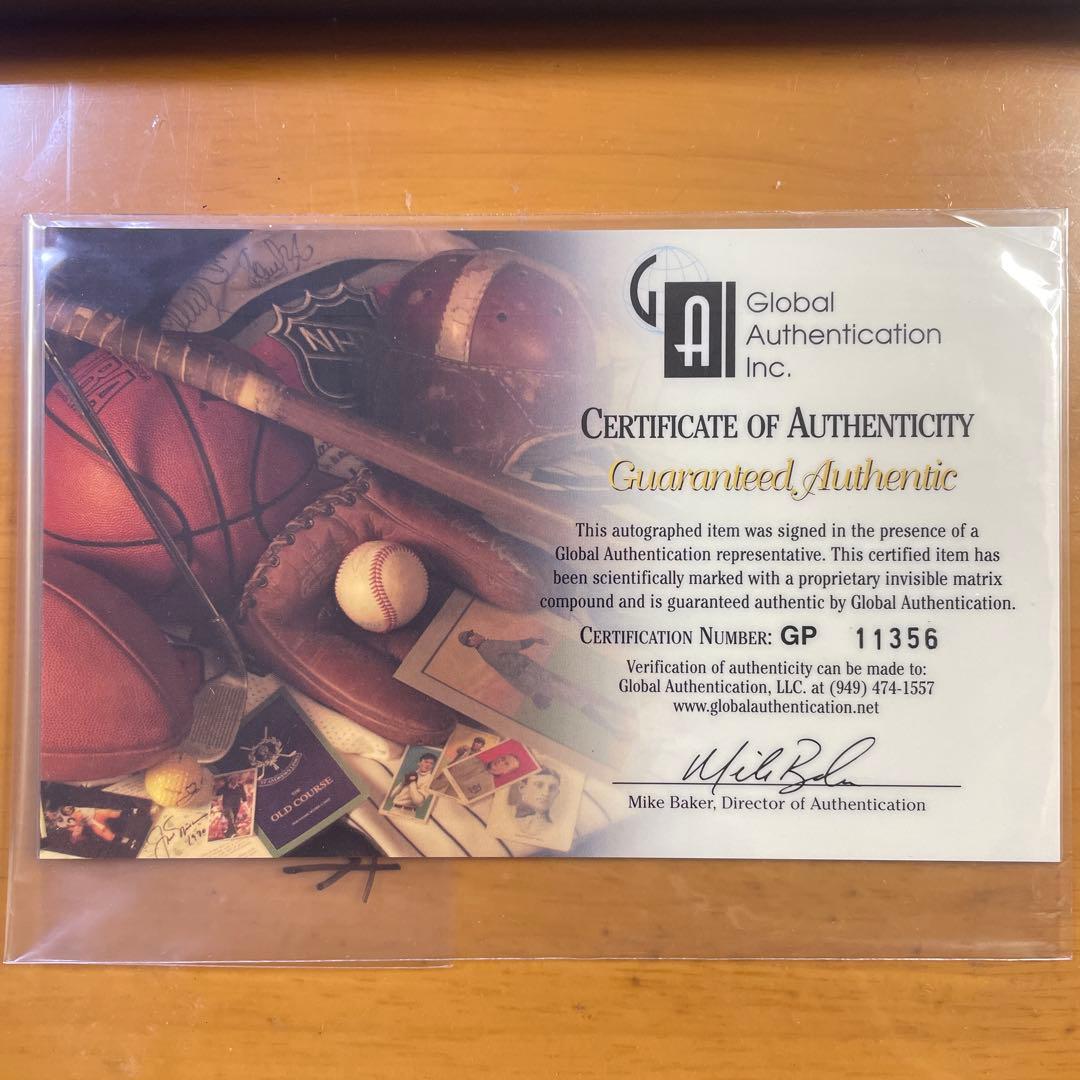 GAI
Global
Authentication
Inc.
CERTIFICATE OF AUTHENTICITY
Guaranteed Authentic
This autographed item was signed in the presence of a
Global Authentication representative. This certified item has
been scientifically marked with a proprietary invisible matrix
compound and is guaranteed authentic by Global Authentication.
CERTIFICATION NUMBER: GP 11356
Verification of authenticity can be made to:
Global Authentication, LLC. at (949) 474-1557
www.globalauthentication.net
Mike Baker, Director of Authentication
NH
OLD COURSE